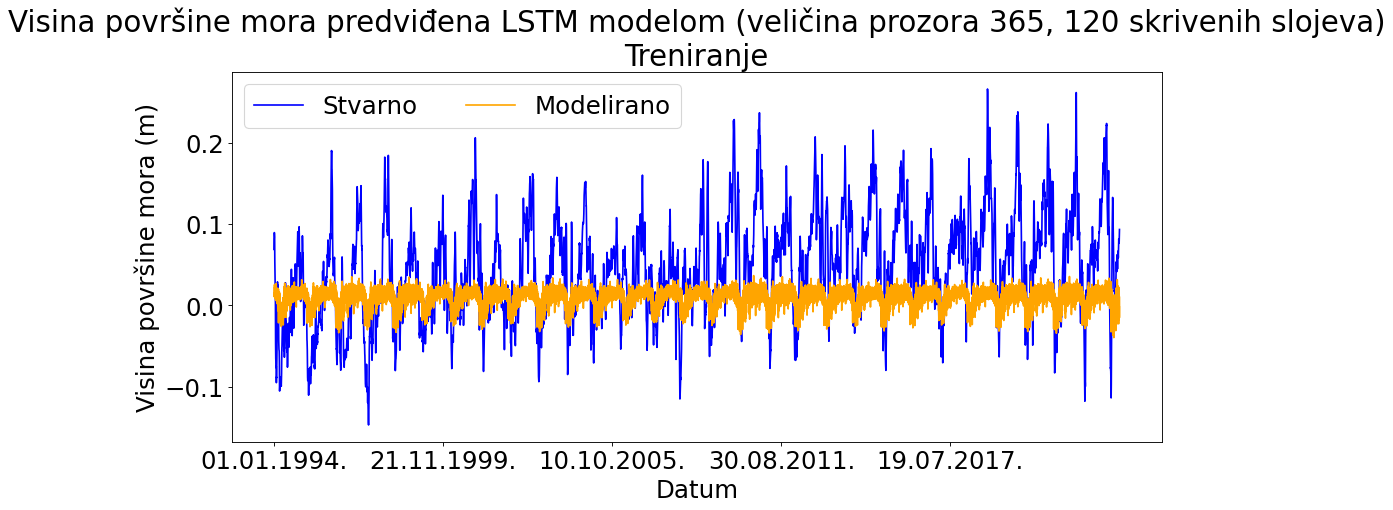 Visina površine mora predviđena LSTM modelom (veličina prozora 365, 120 skrivenih slojeva)
Treniranje
Stvarno Modelirano
Visina površine mora (m)
0.2
0.1
0.0
−0.1
01.01.1994. 21.11.1999. 10.10.2005. 30.08.2011. 19.07.2017.
Datum